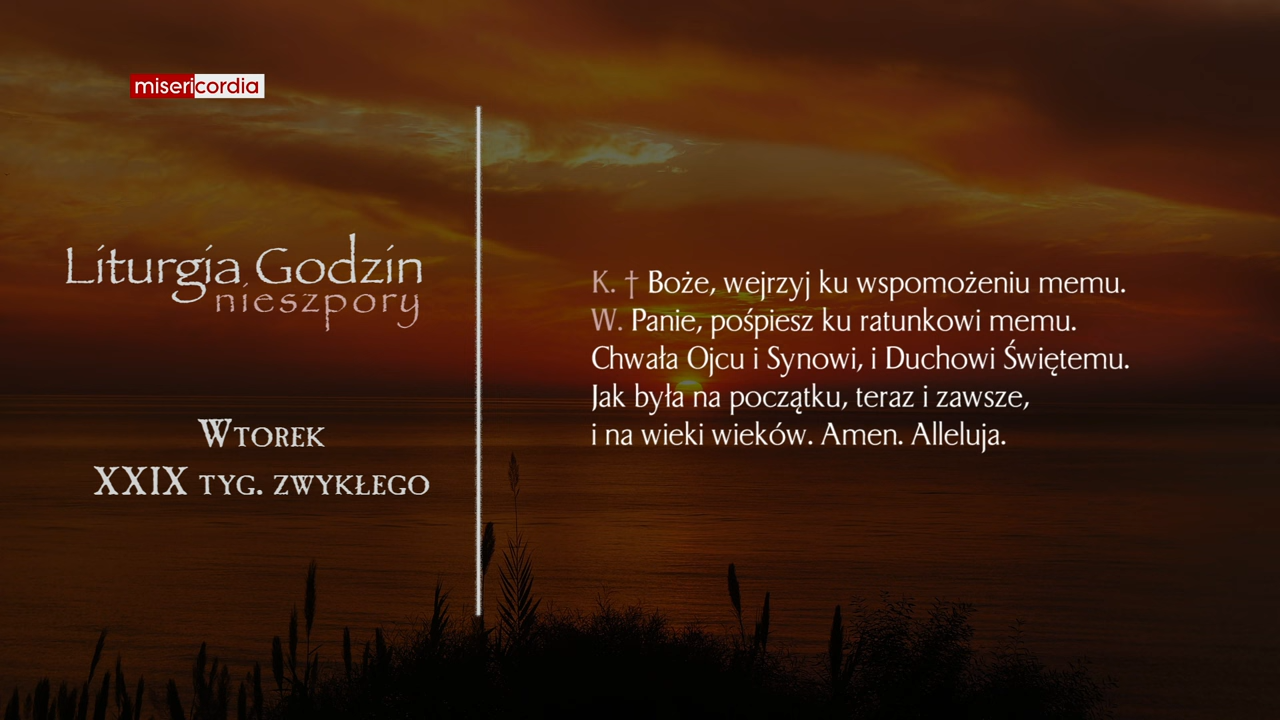 misericordia
Liturgia Godzin
nieszpory
Wtorek
XXIX tyg. zwykłego
K. † Boże, wejrzyj ku wspomożeniu memu.
W. Panie, pośpiesz ku ratunkowi memu.
Chwała Ojcu i Synowi, i Duchowi Świętemu.
Jak była na początku, teraz i zawsze,
i na wieki wieków. Amen. Alleluja.